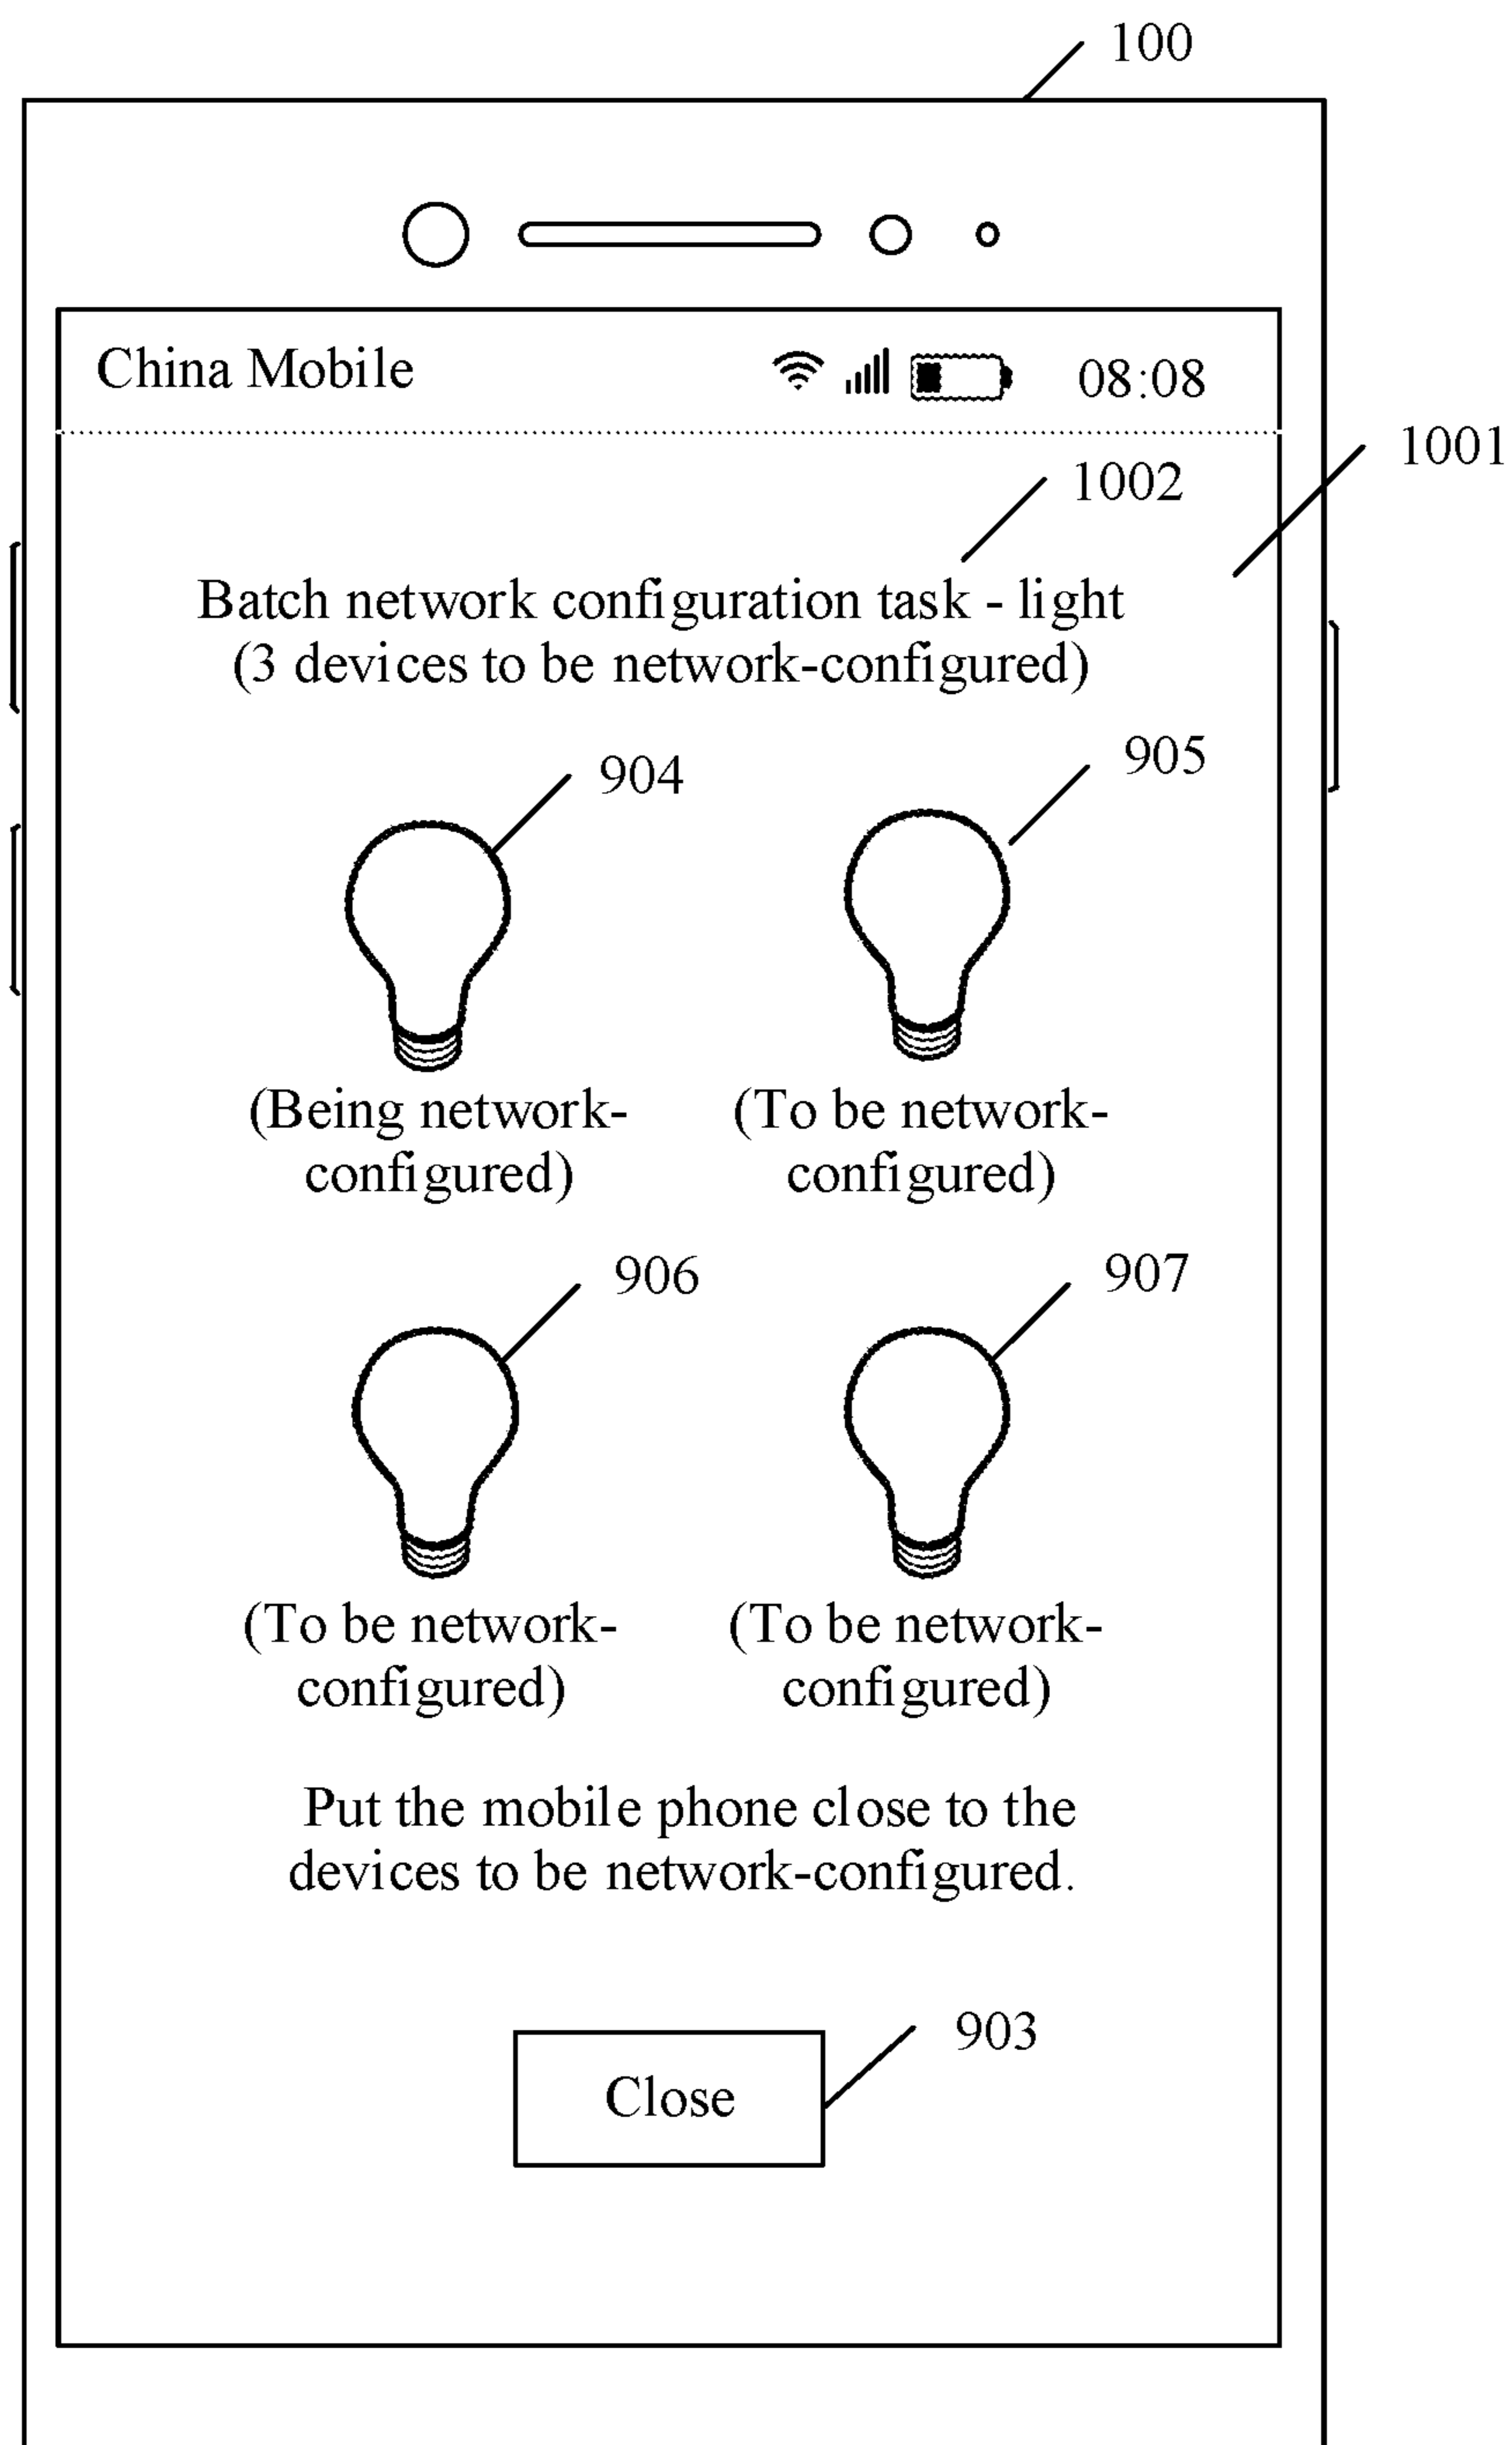 100
China Mobile 08:08
1001
1002
Batch network configuration task - light
(3 devices to be network-configured)
904 905
(Being network- (To be network-
configured) configured)
906 907
(To be network- (To be network-
configured) configured)
Put the mobile phone close to the
devices to be network-configured.
903
Close